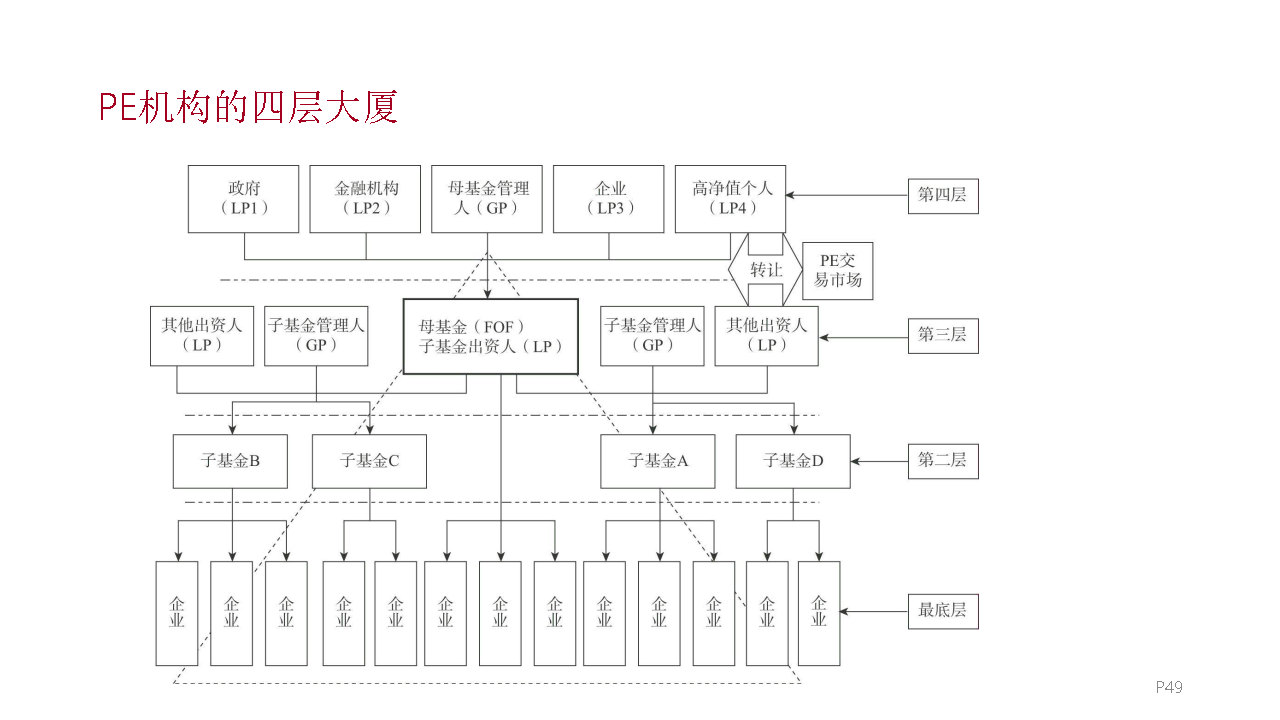 PE机构的四层大厦
政府
（LP1）
金融机构
（LP2）
母基金管理
人（GP）
企业
（LP3）
高净值个人
（LP4）
第四层
转让
PE交
易市场
其他出资人
（LP）
子基金管理人
（GP）
母基金（FOF）
子基金出资人（LP）
子基金管理人
（GP）
其他出资人
（LP）
第三层
子基金B
子基金C
子基金A
子基金D
第二层
企业
企业
企业
企业
企业
企业
企业
企业
企业
企业
企业
企业
企业
最底层
P49